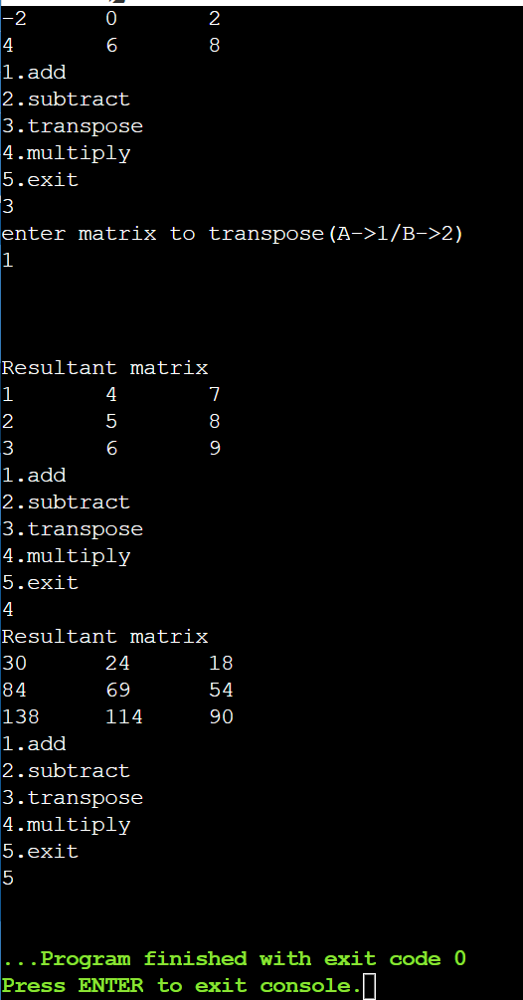 -2 0 2
4 6 8
1.add
2.subtract
3.transpose
4.multiply
5.exit
3
enter matrix to transpose(A->1/B->2)
1
Resultant matrix
1 4 7
2 5 8
3 6 9
1.add
2.subtract
3.transpose
4.multiply
5.exit
4
Resultant matrix
30 24 18
84 69 54
138 114 90
1.add
2.subtract
3.transpose
4.multiply
5.exit
5
...Program finished with exit code 0
Press ENTER to exit console.